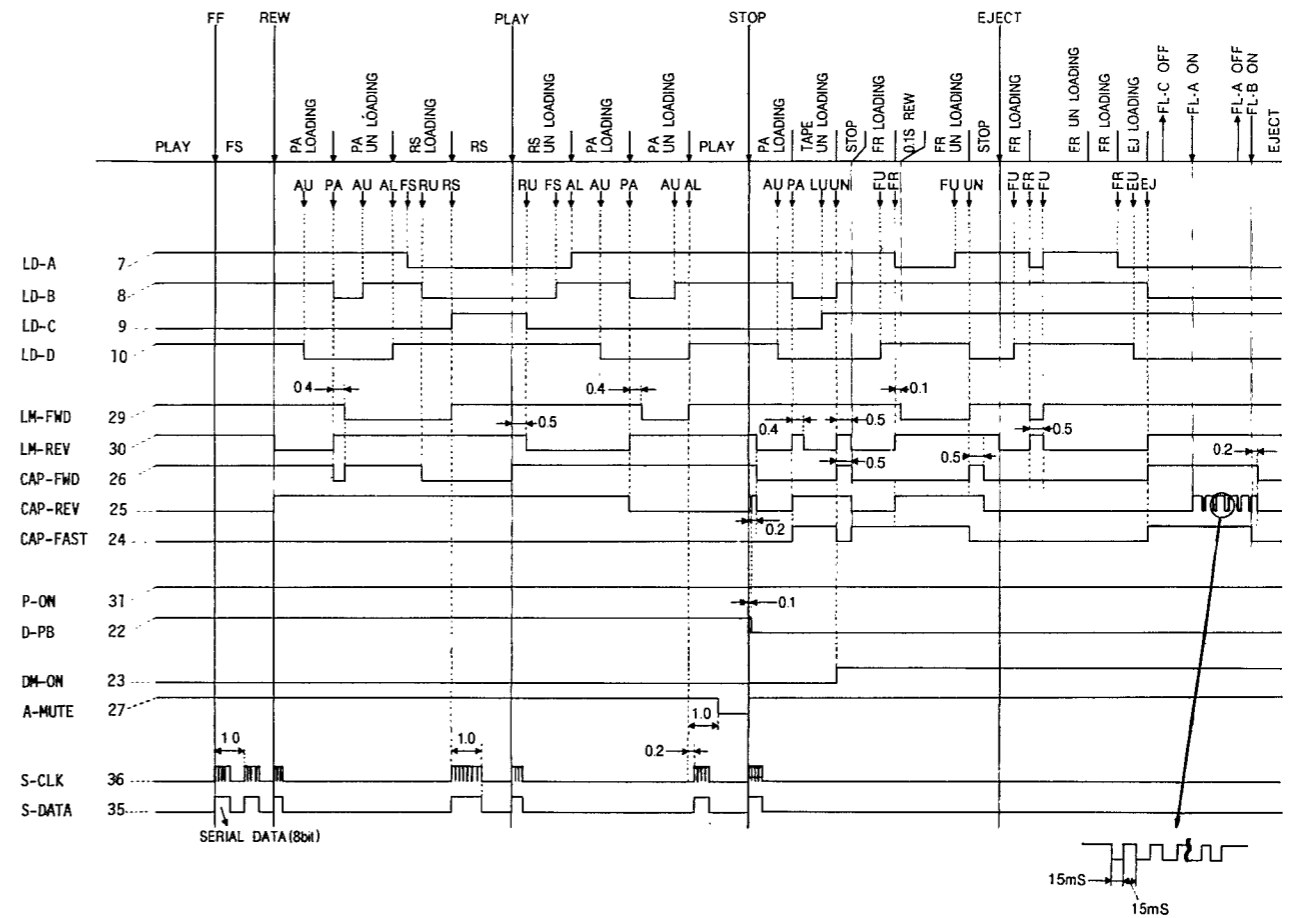 FF REW PLAY STOP EJECT
PLAY FS PA LOADING PA UN LOADING RS LOADING RS RS UN LOADING PA LOADING PA UN LOADING PLAY PA LOADING TAPE UN LOADING STOP FR LOADING 0.1S REW FR UN LOADING STOP FR LOADING FR UN LOADING FR LOADING EJ LOADING FL-C OFF FL-A ON FL-A OFF FL-B ON EJECT
AU PA AU AL FS RU RS RU FS AL AU PA AU AL AU PA LU UN FU FR FU UN FU FR FU FR EU EJ
LD-A 7
LD-B 8
LD-C 9
LD-D 10
0.4 0.4 0.1
LM-FWD 29
0.5 0.4 0.5 0.5
LM-REV 30
0.5 0.5 0.2
CAP-FWD 26
CAP-REV 25
0.2
CAP-FAST 24
P-ON 31
0.1
D-PB 22
DM-ON 23
A-MUTE 27
1.0 1.0 1.0
0.2
S-CLK 36
S-DATA 35
SERIAL DATA(8bit)
15mS
15mS